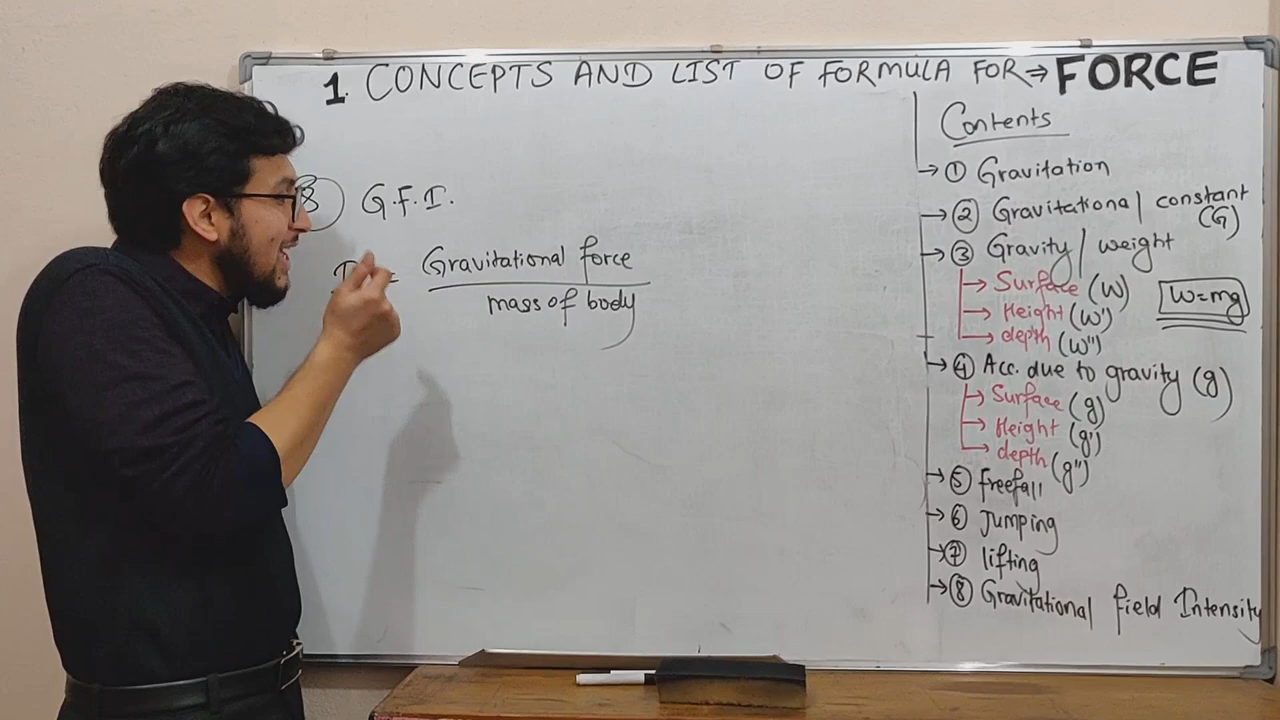 1. CONCEPTS AND LIST OF FORMULA FOR ⇒ FORCE
8 G.F.I.
I = Gravitational force
mass of body
Contents
→ ① Gravitation
→ ② Gravitational constant (G)
→ ③ Gravity / weight
→ Surface (W)
→ Height (W')
→ depth (W")
W=mg
→ ④ Acc. due to gravity (g)
→ Surface (g)
→ Height (g')
→ depth (g")
→ ⑤ freefall
→ ⑥ Jumping
→ ⑦ lifting
→ ⑧ Gravitational field Intensity